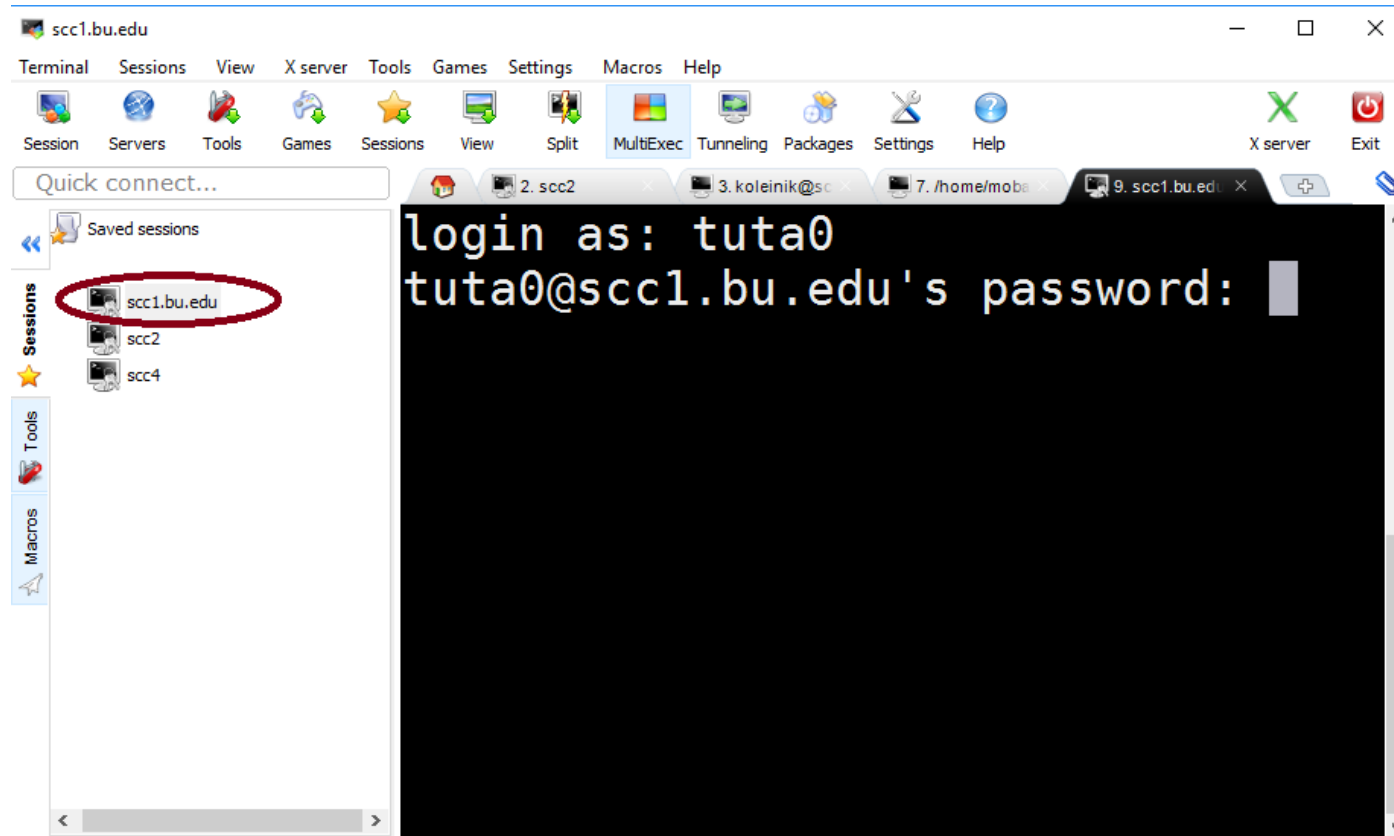 scc1.bu.edu
Terminal Sessions View X server Tools Games Settings Macros Help
Session Servers Tools Games Sessions View Split MultiExec Tunneling Packages Settings Help X server Exit
Quick connect...
2. scc2 3. koleinik@sc 7. /home/moba 9. scc1.bu.edu
Saved sessions
scc1.bu.edu
scc2
scc4
Sessions
Tools
Macros
login as: tuta0
tuta0@scc1.bu.edu's password: